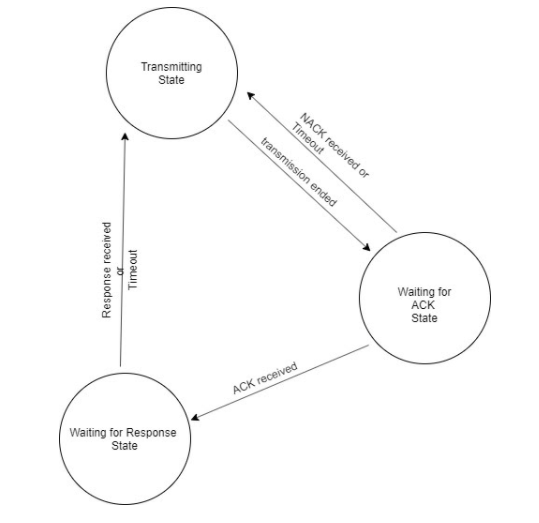 Transmitting
State
NACK received or
Timeout
transmission ended
Waiting for
ACK
State
Response received
or
Timeout
ACK received
Waiting for Response
State